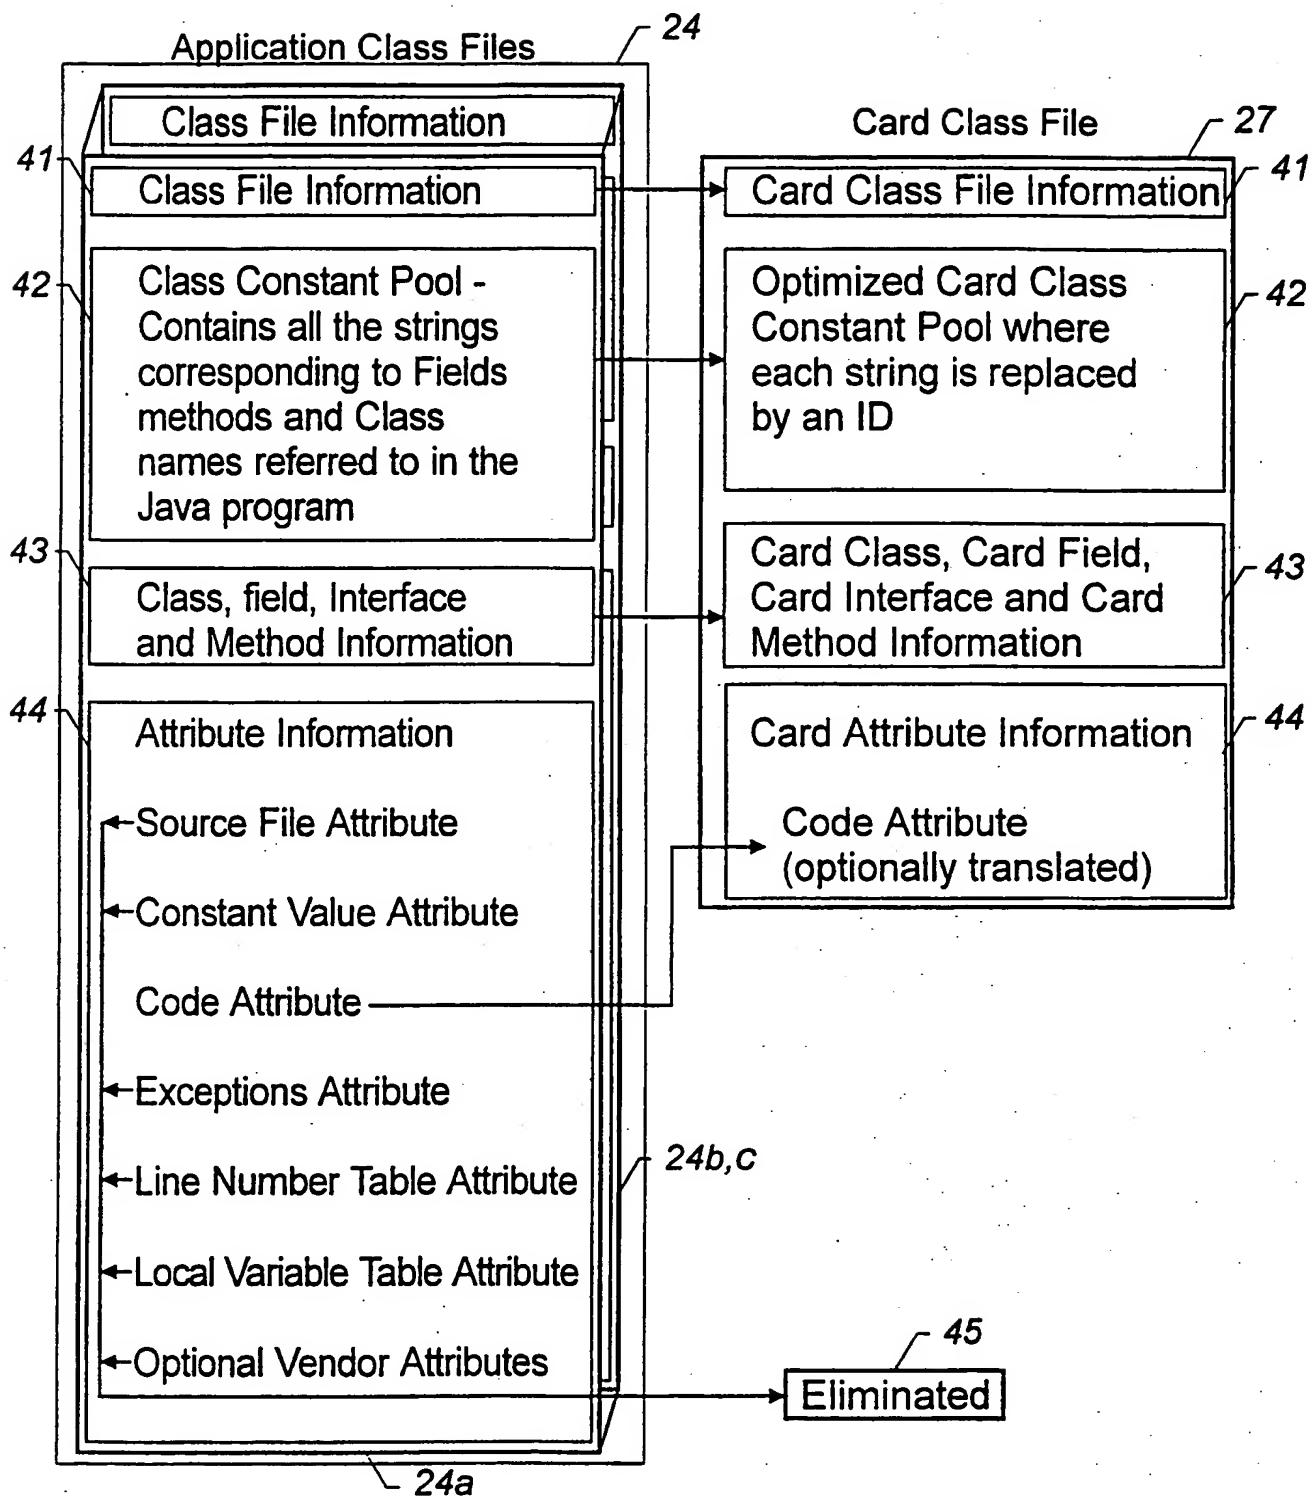 24
Application Class Files
Class File Information
41
Class File Information
42
Class Constant Pool -
Contains all the strings
corresponding to Fields
methods and Class
names referred to in the
Java program
43
Class, field, Interface
and Method Information
44
Attribute Information
Source File Attribute
Constant Value Attribute
Code Attribute
Exceptions Attribute
Line Number Table Attribute
Local Variable Table Attribute
Optional Vendor Attributes
24b,c
24a
Card Class File
27
Card Class File Information
41
Optimized Card Class
Constant Pool where
each string is replaced
by an ID
42
Card Class, Card Field,
Card Interface and Card
Method Information
43
Card Attribute Information
44
Code Attribute
(optionally translated)
45
Eliminated